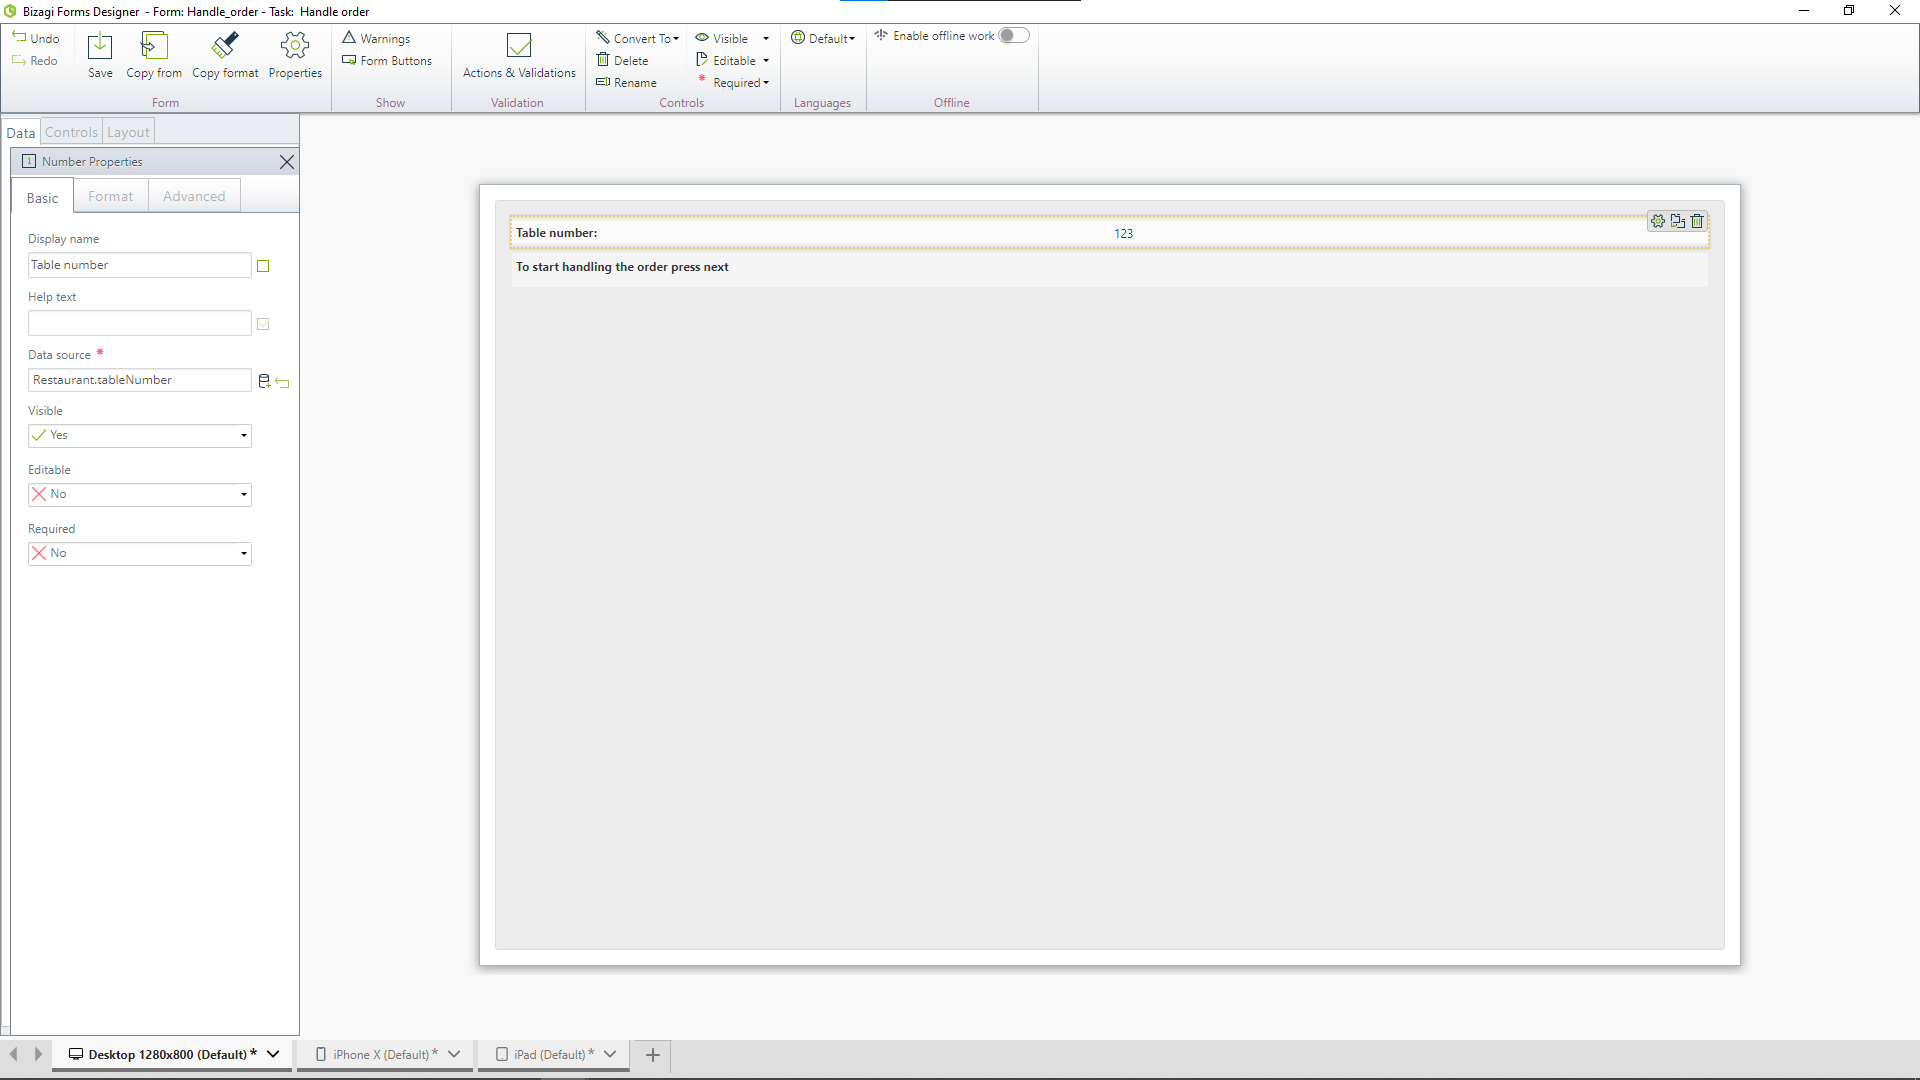 Bizagi Forms Designer  - Form: Handle_order - Task:  Handle order
Undo
Redo
Save
Copy from
Copy format
Properties
Form
Warnings
Form Buttons
Show
Actions & Validations
Validation
Convert To
Delete
Rename
Visible
Editable
* Required
Controls
Default
Languages
Enable offline work
Offline
Data
Controls
Layout
1 Number Properties
Basic
Format
Advanced
Display name
Table number
Help text
Data source *
Restaurant.tableNumber
Visible
Yes
Editable
No
Required
No
Table number:
123
To start handling the order press next
Desktop 1280x800 (Default) *
iPhone X (Default) *
iPad (Default) *